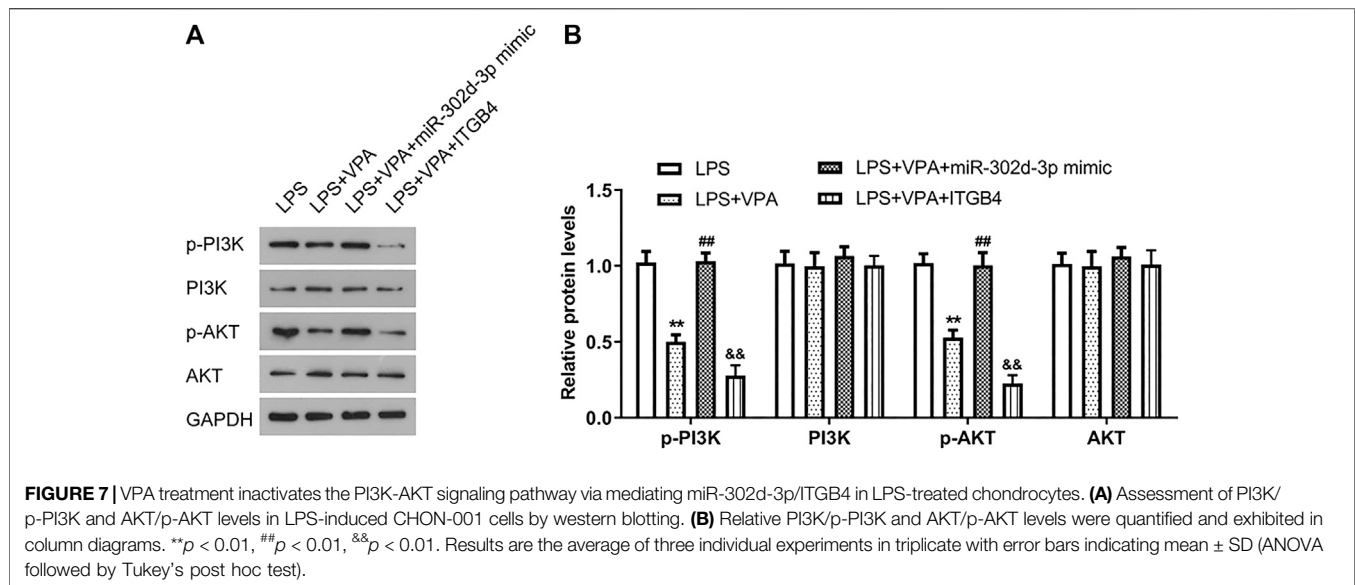 A
LPS
LPS+VPA
LPS+VPA+miR-302d-3p mimic
LPS+VPA+ITGB4
p-PI3K
PI3K
p-AKT
AKT
GAPDH
B
LPS
LPS+VPA+miR-302d-3p mimic
LPS+VPA
LPS+VPA+ITGB4
Relative protein levels
1.5
1.0
0.5
0.0
**
##
&&
**
##
&&
p-PI3K
PI3K
p-AKT
AKT
FIGURE 7 | VPA treatment inactivates the PI3K-AKT signaling pathway via mediating miR-302d-3p/ITGB4 in LPS-treated chondrocytes. (A) Assessment of PI3K/
p-PI3K and AKT/p-AKT levels in LPS-induced CHON-001 cells by western blotting. (B) Relative PI3K/p-PI3K and AKT/p-AKT levels were quantified and exhibited in
column diagrams. **p < 0.01, ##p < 0.01, &&p < 0.01. Results are the average of three individual experiments in triplicate with error bars indicating mean ± SD (ANOVA
followed by Tukey's post hoc test).